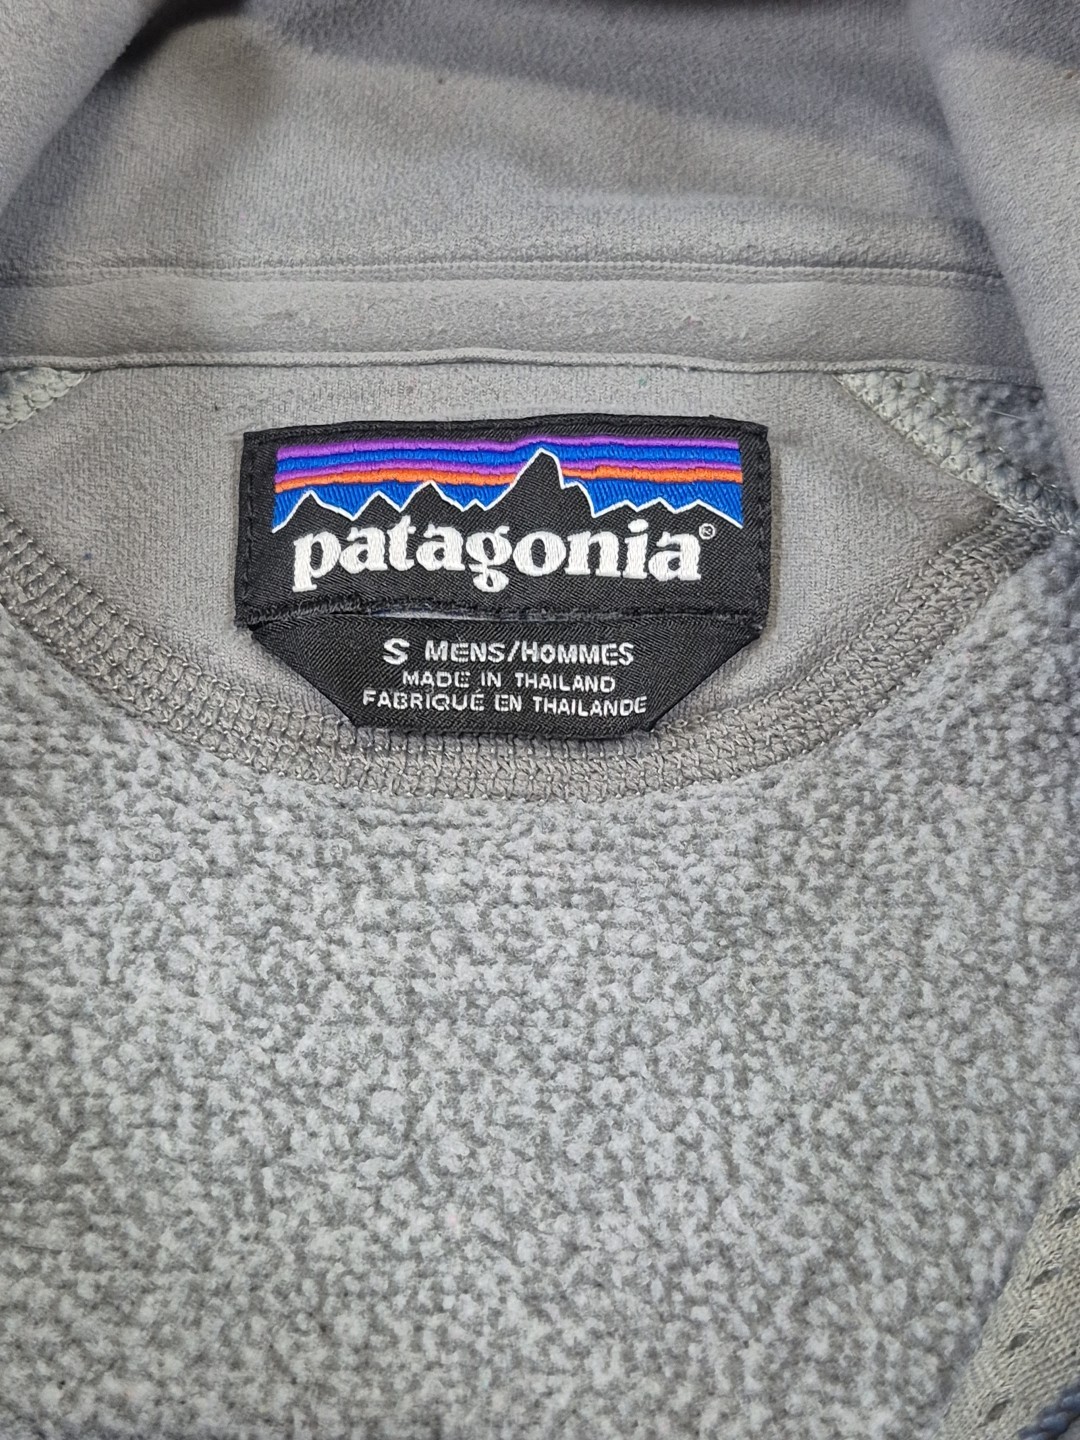 patagonia®
S MENS/HOMMES
MADE IN THAILAND
FABRIQUÉ EN THAILANDE